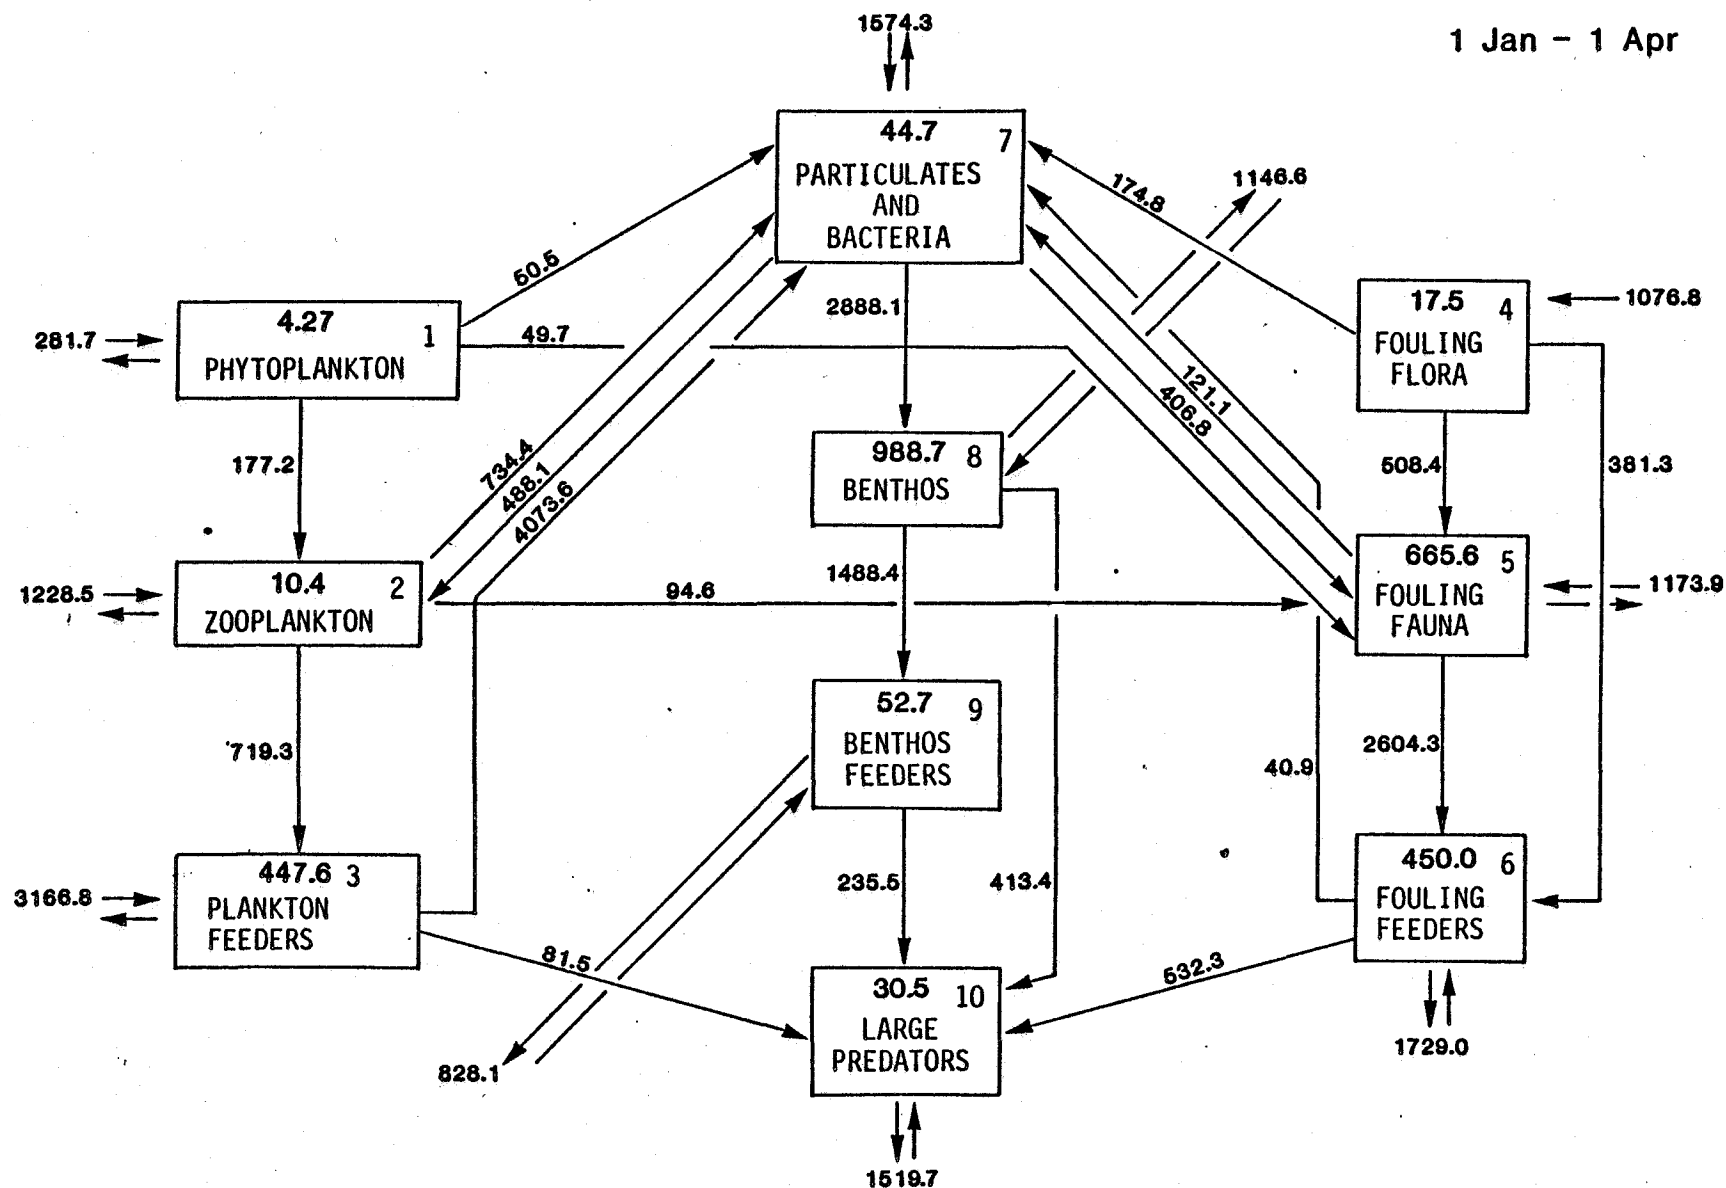 1574.3
1 Jan - 1 Apr
44.7 7
PARTICULATES
AND
BACTERIA
174.8
1146.6
50.5
4.27 1
PHYTOPLANKTON
281.7
49.7
2888.1
17.5 4
FOULING
FLORA
1076.8
177.2
734.4
488.1
4073.6
988.7 8
BENTHOS
121.1
406.8
508.4
381.3
10.4 2
ZOOPLANKTON
1228.5
94.6
1488.4
665.6 5
FOULING
FAUNA
1173.9
719.3
52.7 9
BENTHOS
FEEDERS
40.9
2604.3
447.6 3
PLANKTON
FEEDERS
3166.8
235.5
413.4
450.0 6
FOULING
FEEDERS
81.5
532.3
30.5 10
LARGE
PREDATORS
828.1
1729.0
1519.7